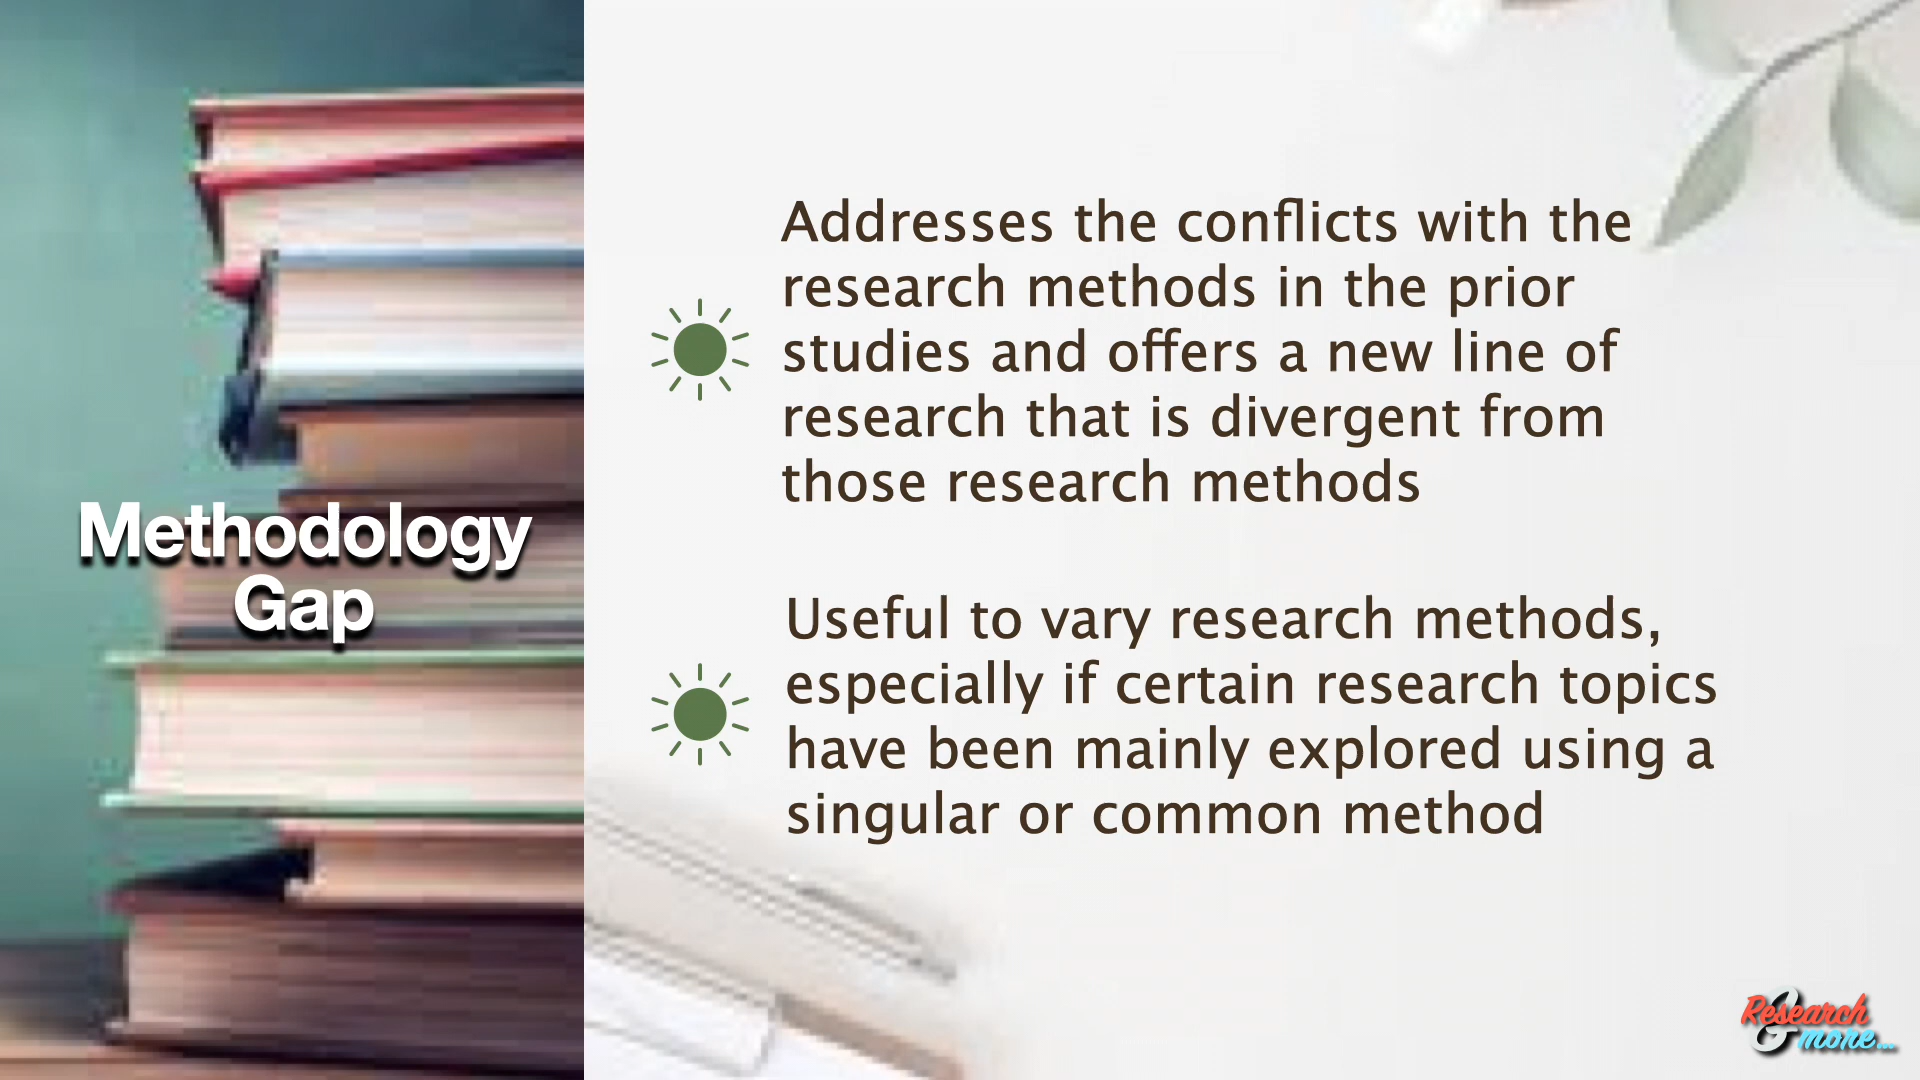 Methodology
Gap
Addresses the conflicts with the
research methods in the prior
studies and offers a new line of
research that is divergent from
those research methods
Useful to vary research methods,
especially if certain research topics
have been mainly explored using a
singular or common method
Research
& more...